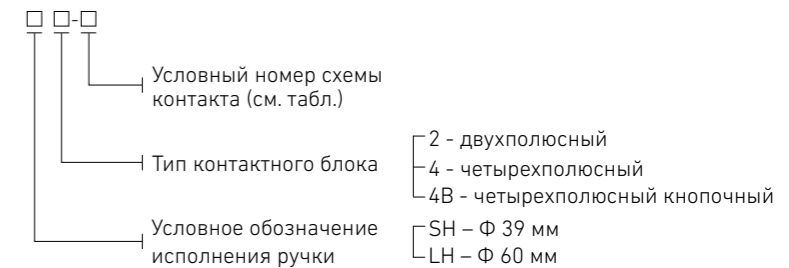 □ □-□
Условный номер схемы
контакта (см. табл.)
Тип контактного блока
2 - двухполюсный
4 - четырехполюсный
4B - четырехполюсный кнопочный
Условное обозначение
исполнения ручки
SH – Ф 39 мм
LH – Ф 60 мм